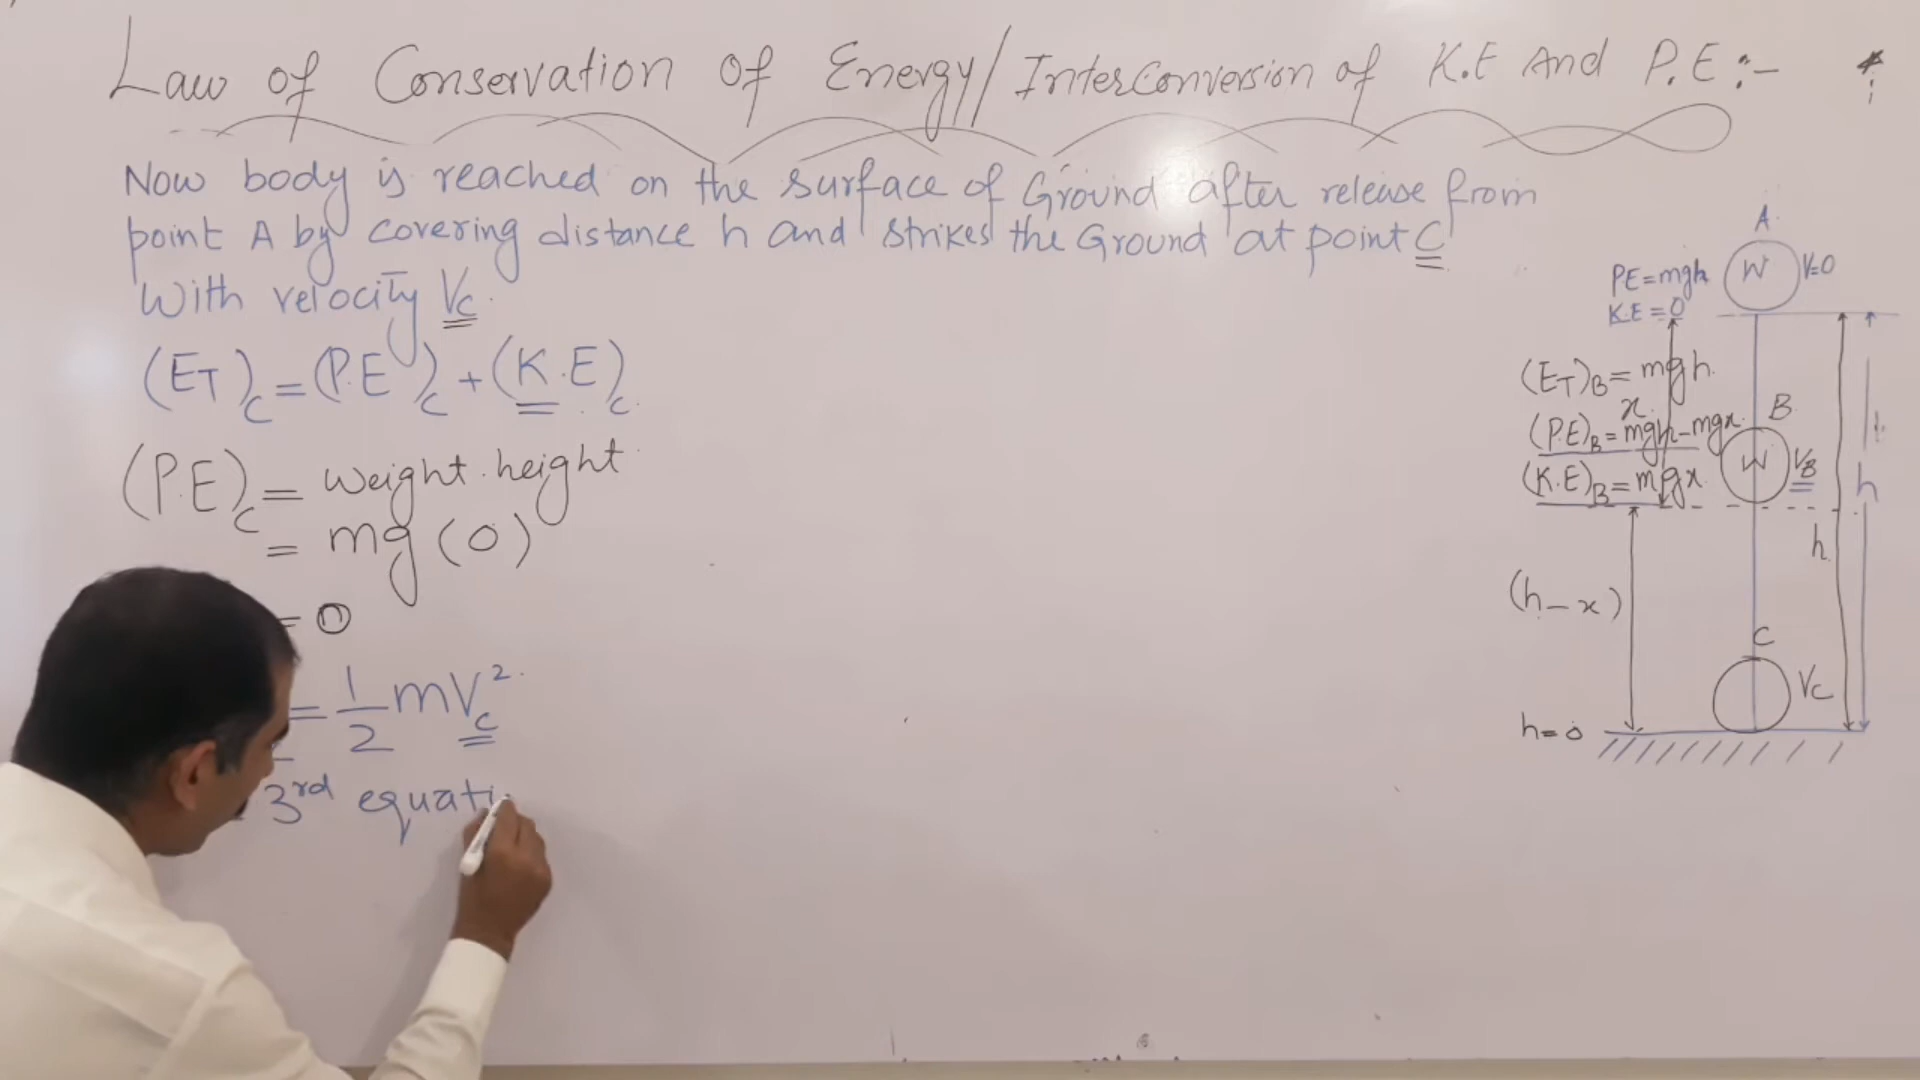 Law of Conservation Of Energy/InterConversion of K.E And P.E:-
Now body is reached on the surface of Ground after release from
point A by covering distance h and strikes the Ground at point C
With velocity Vc.
(ET)c = (P.E)c + (K.E)c
(P.E)c = weight.height
= mg(0)
= 0
= 1/2 mVc²
3rd equati
A
PE=mgh
K.E=0
W
V=0
(ET)B = mgh
x
B
(P.E)B = mgh-mgx
W
VB
(K.E)B = mgx
h
h
(h-x)
C
Vc
h=0